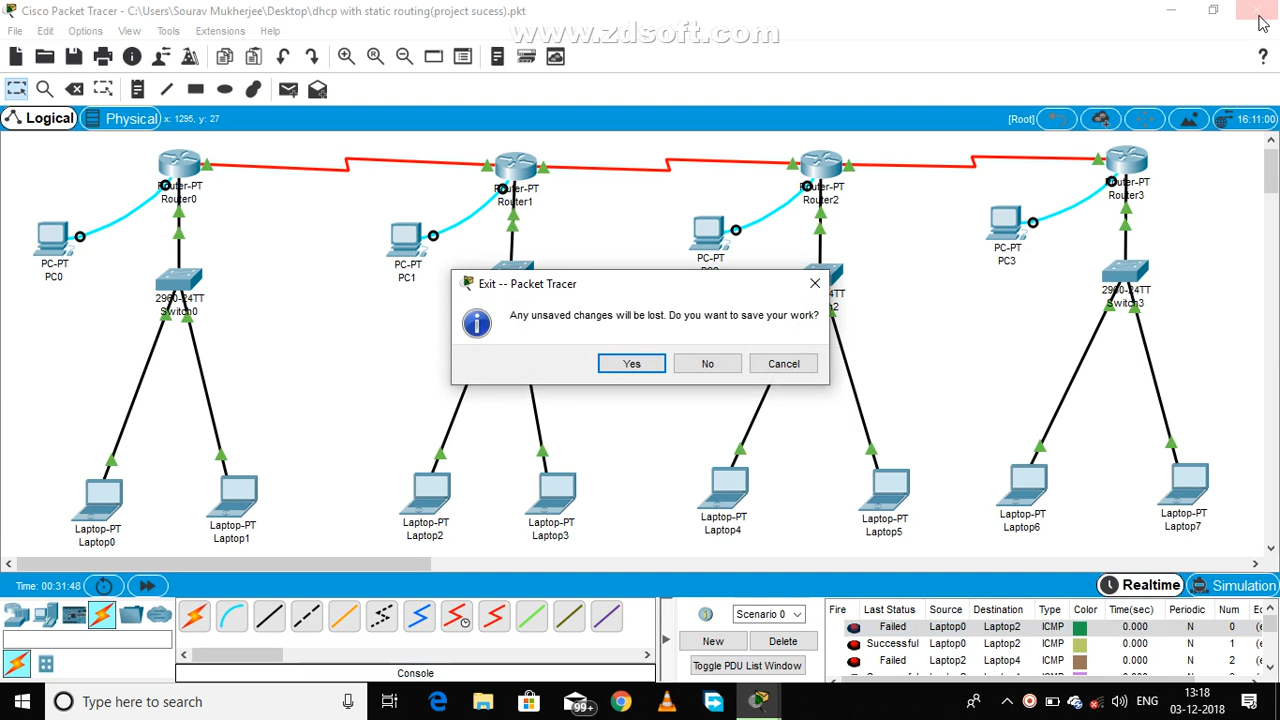 Cisco Packet Tracer - C:\Users\Sourav Mukherjee\Desktop\dhcp with static routing(project sucess).pkt
www.zdsoft.com
File Edit Options View Tools Extensions Help
Logical Physical x: 1295, y: 27 [Root] 16:11:00
Router-PT
Router0
Router-PT
Router1
Router-PT
Router2
Router-PT
Router3
PC-PT
PC0
PC-PT
PC1
PC-PT
PC-PT
PC3
2960-24TT
Switch0
2960-24TT
Switch3
Exit -- Packet Tracer
Any unsaved changes will be lost. Do you want to save your work?
Yes No Cancel
Laptop-PT
Laptop0
Laptop-PT
Laptop1
Laptop-PT
Laptop2
Laptop-PT
Laptop3
Laptop-PT
Laptop4
Laptop-PT
Laptop5
Laptop-PT
Laptop6
Laptop-PT
Laptop7
Time: 00:31:48 Realtime Simulation
Scenario 0
New Delete
Toggle PDU List Window
Console
Fire Last Status Source Destination Type Color Time(sec) Periodic Num
Failed Laptop0 Laptop2 ICMP 0.000 N 0
Successful Laptop0 Laptop2 ICMP 0.000 N 1
Failed Laptop2 Laptop4 ICMP 0.000 N 2
Type here to search
99+
ENG
13:18
03-12-2018